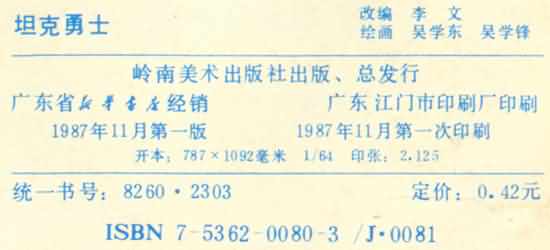 坦克勇士
改编 李文
绘画 吴学东 吴学锋
岭南美术出版社出版、总发行
广东省新华书店经销 广东江门市印刷厂印刷
1987年11月第一版 1987年11月第一次印刷
开本：787×1092毫米 1/64 印张：2.125
统一书号：8260·2303 定价：0.42元
ISBN 7-5362-0080-3 /J·0081